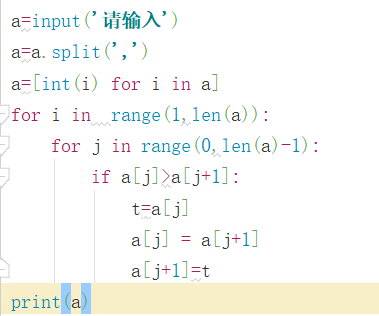 a=input('请输入')
a=a.split(',')
a=[int(i) for i in a]
for i in  range(1,len(a)):
    for j in range(0,len(a)-1):
        if a[j]>a[j+1]:
            t=a[j]
            a[j] = a[j+1]
            a[j+1]=t
print(a)